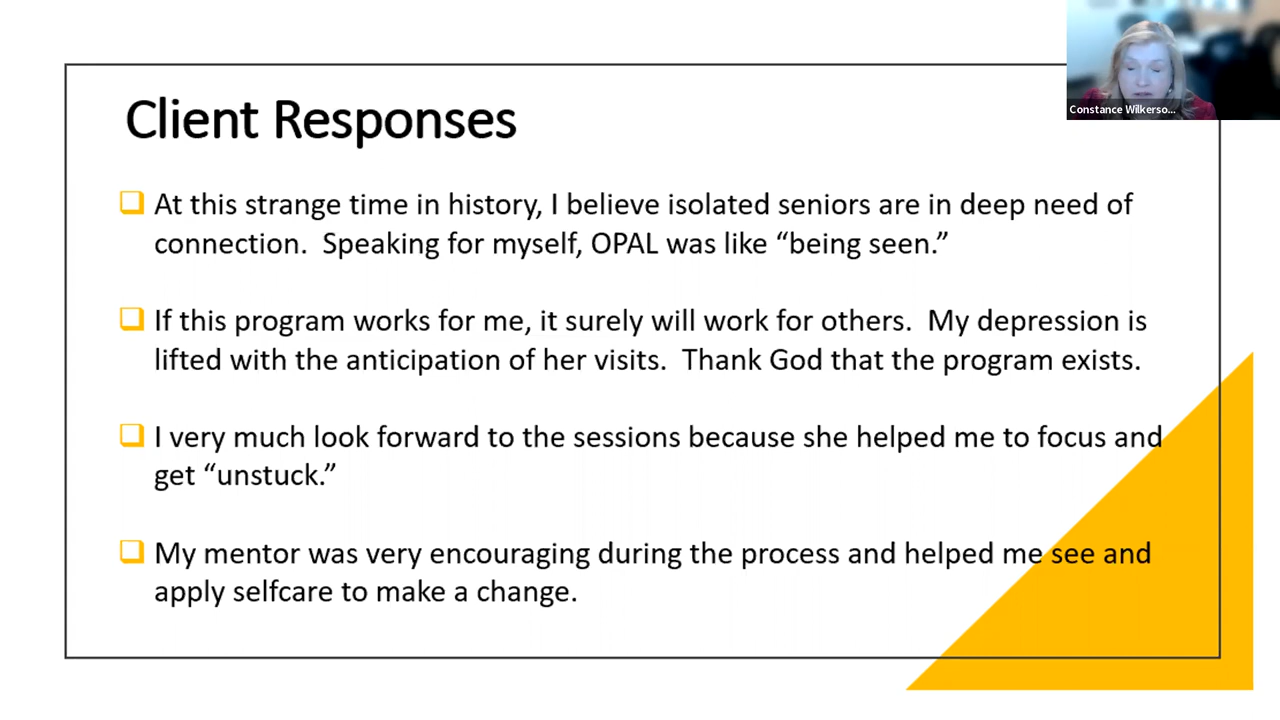 Client Responses
Constance Wilkerso...
At this strange time in history, I believe isolated seniors are in deep need of
connection.  Speaking for myself, OPAL was like “being seen.”
If this program works for me, it surely will work for others.  My depression is
lifted with the anticipation of her visits.  Thank God that the program exists.
I very much look forward to the sessions because she helped me to focus and
get “unstuck.”
My mentor was very encouraging during the process and helped me see and
apply selfcare to make a change.